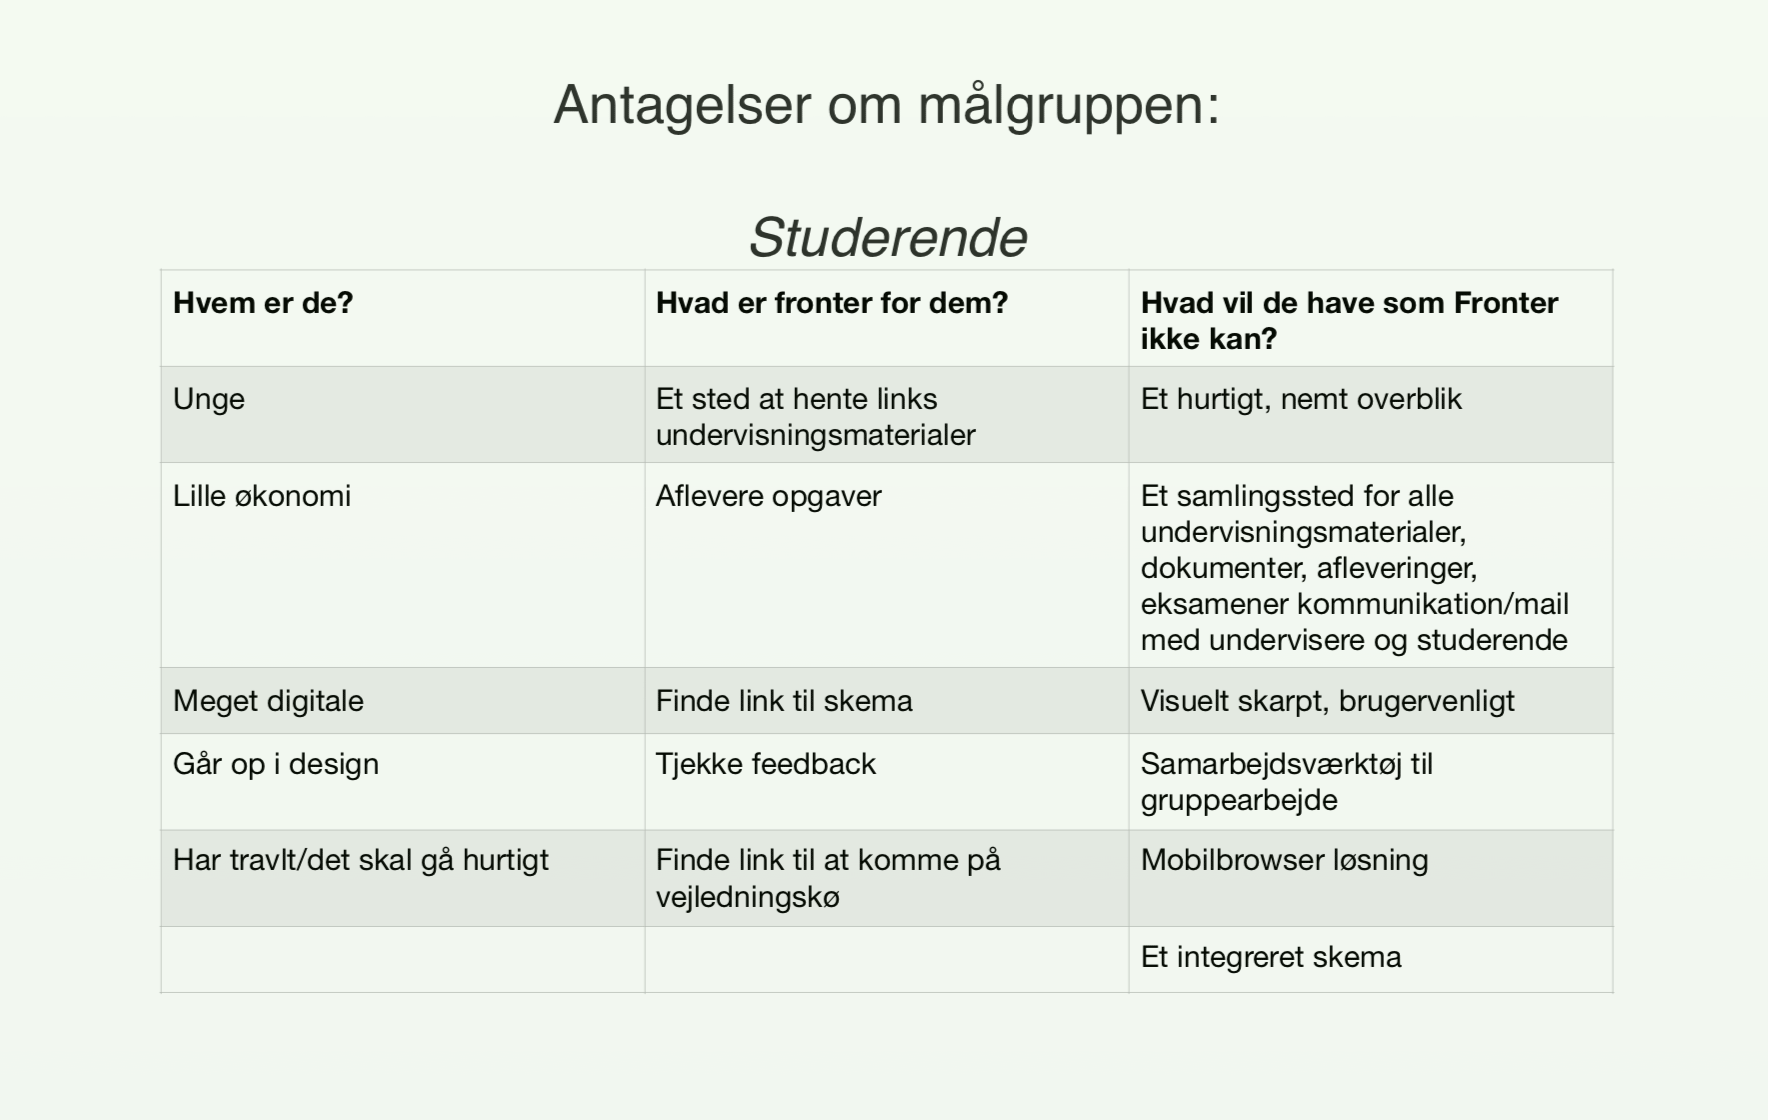 Antagelser om målgruppen:
Studerende
Hvem er de?
Hvad er fronter for dem?
Hvad vil de have som Fronter
ikke kan?
Unge
Et sted at hente links
undervisningsmaterialer
Et hurtigt, nemt overblik
Lille økonomi
Aflevere opgaver
Et samlingssted for alle
undervisningsmaterialer,
dokumenter, afleveringer,
eksamener kommunikation/mail
med undervisere og studerende
Meget digitale
Finde link til skema
Visuelt skarpt, brugervenligt
Går op i design
Tjekke feedback
Samarbejdsværktøj til
gruppearbejde
Har travlt/det skal gå hurtigt
Finde link til at komme på
vejledningskø
Mobilbrowser løsning
Et integreret skema